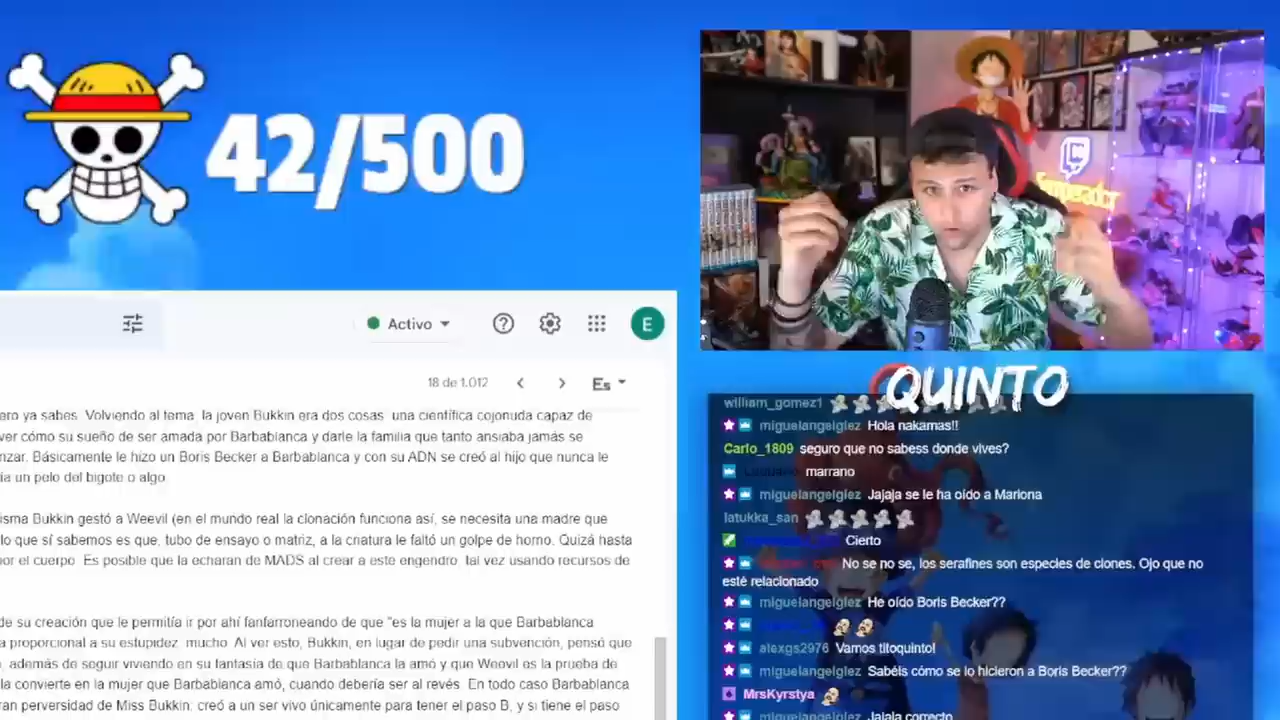 42/500
Emperador
Activo
E
18 de 1.012
Es
ero ya sabes. Volviendo al tema la joven Bukkin era dos cosas una científica cojonuda capaz de
ver cómo su sueño de ser amada por Barbablanca y darle la familia que tanto ansiaba jamás se
nzar. Básicamente le hizo un Boris Becker a Barbablanca y con su ADN se creó al hijo que nunca le
ía un pelo del bigote o algo
isma Bukkin gestó a Weevil (en el mundo real la clonación funciona así, se necesita una madre que
lo que sí sabemos es que, tubo de ensayo o matriz, a la criatura le faltó un golpe de horno. Quizá hasta
por el cuerpo. Es posible que la echaran de MADS al crear a este engendro tal vez usando recursos de
de su creación que le permitía ir por ahí fanfarroneando de que "es la mujer a la que Barbablanca
a proporcional a su estupidez mucho. Al ver esto, Bukkin, en lugar de pedir una subvención, pensó que
, además de seguir viviendo en su fantasía de que Barbablanca la amó y que Weevil es la prueba de
la convierte en la mujer que Barbablanca amó, cuando debería ser al revés. En todo caso Barbablanca
ran perversidad de Miss Bukkin: creó a un ser vivo únicamente para tener el paso B, y si tiene el paso
QUINTO
william_gomez1
miguelangelglez Hola nakamas!!
Carlo_1809 seguro que no sabess donde vives?
marrano
miguelangelglez Jajaja se le ha oído a Mariona
latukka_san
Cierto
No se no se, los serafines son especies de clones. Ojo que no
esté relacionado
miguelangelglez He oído Boris Becker??
alexgs2976 Vamos titoquinto!
miguelangelglez Sabéis cómo se lo hicieron a Boris Becker??
MrsKyrstya
miguelangelglez Jajaja correcto